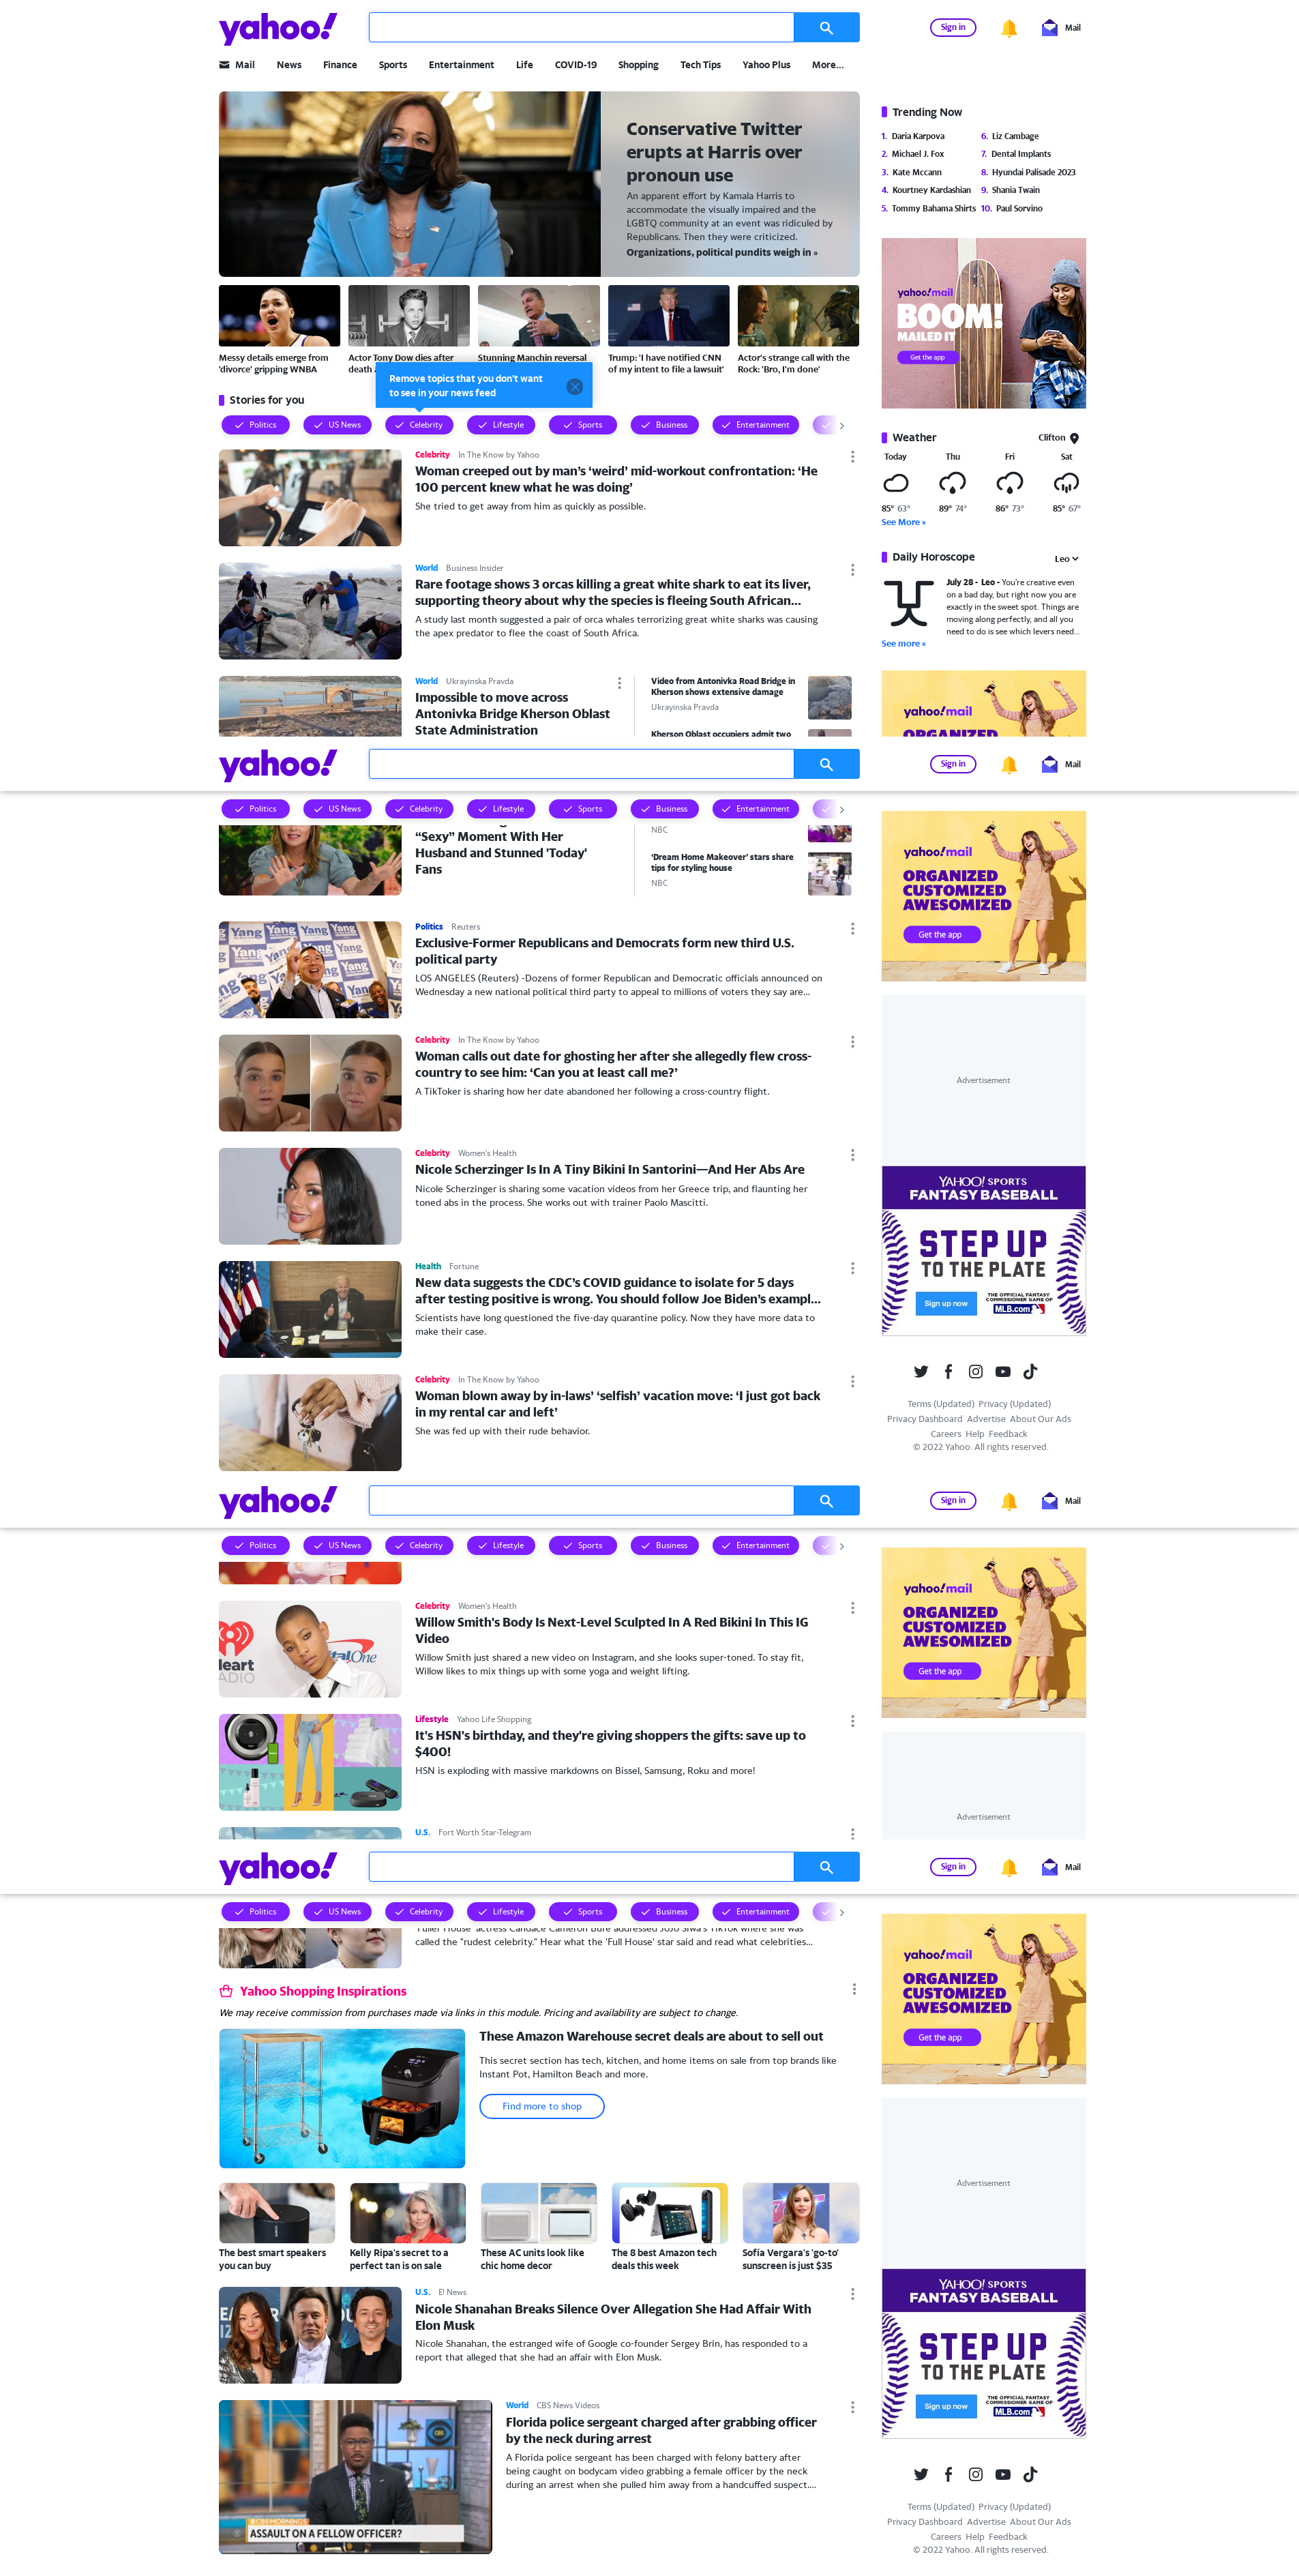 yahoo!
Sign in
Mail
Mail News Finance Sports Entertainment Life COVID-19 Shopping Tech Tips Yahoo Plus More...
Conservative Twitter
erupts at Harris over
pronoun use
An apparent effort by Kamala Harris to
accommodate the visually impaired and the
LGBTQ community at an event was ridiculed by
Republicans. Then they were criticized.
Organizations, political pundits weigh in »
Messy details emerge from
'divorce' gripping WNBA
Actor Tony Dow dies after
death a
Stunning Manchin reversal
Trump: 'I have notified CNN
of my intent to file a lawsuit'
Actor's strange call with the
Rock: 'Bro, I'm done'
Remove topics that you don't want
to see in your news feed
Stories for you
Politics US News Celebrity Lifestyle Sports Business Entertainment
Celebrity In The Know by Yahoo
Woman creeped out by man's 'weird' mid-workout confrontation: 'He
100 percent knew what he was doing'
She tried to get away from him as quickly as possible.
World Business Insider
Rare footage shows 3 orcas killing a great white shark to eat its liver,
supporting theory about why the species is fleeing South African...
A study last month suggested a pair of orca whales terrorizing great white sharks was causing
the apex predator to flee the coast of South Africa.
World Ukrayinska Pravda
Impossible to move across
Antonivka Bridge Kherson Oblast
State Administration
Video from Antonivka Road Bridge in
Kherson shows extensive damage
Ukrayinska Pravda
Kherson Oblast occupiers admit two
Trending Now
1. Daria Karpova
2. Michael J. Fox
3. Kate Mccann
4. Kourtney Kardashian
5. Tommy Bahama Shirts
6. Liz Cambage
7. Dental Implants
8. Hyundai Palisade 2023
9. Shania Twain
10. Paul Sorvino
yahoo!mail
BOOM!
MAILED IT
Get the app
Weather
Clifton
Today Thu Fri Sat
85° 63° 89° 74° 86° 73° 85° 67°
See More »
Daily Horoscope
Leo
July 28 - Leo - You're creative even
on a bad day, but right now you are
exactly in the sweet spot. Things are
moving along perfectly, and all you
need to do is see which levers need...
See more »
yahoo!mail
ORGANIZED
yahoo!
Sign in
Mail
Politics US News Celebrity Lifestyle Sports Business Entertainment
"Sexy" Moment With Her
Husband and Stunned 'Today'
Fans
NBC
'Dream Home Makeover' stars share
tips for styling house
NBC
Yang
Politics Reuters
Exclusive-Former Republicans and Democrats form new third U.S.
political party
LOS ANGELES (Reuters) -Dozens of former Republican and Democratic officials announced on
Wednesday a new national political third party to appeal to millions of voters they say are...
Celebrity In The Know by Yahoo
Woman calls out date for ghosting her after she allegedly flew cross-
country to see him: 'Can you at least call me?'
A TikToker is sharing how her date abandoned her following a cross-country flight.
Celebrity Women's Health
Nicole Scherzinger Is In A Tiny Bikini In Santorini—And Her Abs Are
Nicole Scherzinger is sharing some vacation videos from her Greece trip, and flaunting her
toned abs in the process. She works out with trainer Paolo Mascitti.
Health Fortune
New data suggests the CDC's COVID guidance to isolate for 5 days
after testing positive is wrong. You should follow Joe Biden's exampl...
Scientists have long questioned the five-day quarantine policy. Now they have more data to
make their case.
Celebrity In The Know by Yahoo
Woman blown away by in-laws' 'selfish' vacation move: 'I just got back
in my rental car and left'
She was fed up with their rude behavior.
yahoo!mail
ORGANIZED
CUSTOMIZED
AWESOMIZED
Get the app
Advertisement
YAHOO! SPORTS
FANTASY BASEBALL
STEP UP
TO THE PLATE
Sign up now
THE OFFICIAL FANTASY
COMMISSIONER GAME OF
MLB.com
Terms (Updated) Privacy (Updated)
Privacy Dashboard Advertise About Our Ads
Careers Help Feedback
© 2022 Yahoo. All rights reserved.
yahoo!
Sign in
Mail
Politics US News Celebrity Lifestyle Sports Business Entertainment
Celebrity Women's Health
Willow Smith's Body Is Next-Level Sculpted In A Red Bikini In This IG
Video
Willow Smith just shared a new video on Instagram, and she looks super-toned. To stay fit,
Willow likes to mix things up with some yoga and weight lifting.
Lifestyle Yahoo Life Shopping
It's HSN's birthday, and they're giving shoppers the gifts: save up to
$400!
HSN is exploding with massive markdowns on Bissel, Samsung, Roku and more!
U.S. Fort Worth Star-Telegram
yahoo!mail
ORGANIZED
CUSTOMIZED
AWESOMIZED
Get the app
Advertisement
yahoo!
Sign in
Mail
Politics US News Celebrity Lifestyle Sports Business Entertainment
'Fuller House' actress Candace Cameron Bure addressed JoJo Siwa's TikTok where she was
called the "rudest celebrity." Hear what the 'Full House' star said and read what celebrities...
Yahoo Shopping Inspirations
We may receive commission from purchases made via links in this module. Pricing and availability are subject to change.
These Amazon Warehouse secret deals are about to sell out
This secret section has tech, kitchen, and home items on sale from top brands like
Instant Pot, Hamilton Beach and more.
Find more to shop
The best smart speakers
you can buy
Kelly Ripa's secret to a
perfect tan is on sale
These AC units look like
chic home decor
The 8 best Amazon tech
deals this week
Sofía Vergara's 'go-to'
sunscreen is just $35
U.S. E! News
Nicole Shanahan Breaks Silence Over Allegation She Had Affair With
Elon Musk
Nicole Shanahan, the estranged wife of Google co-founder Sergey Brin, has responded to a
report that alleged that she had an affair with Elon Musk.
World CBS News Videos
Florida police sergeant charged after grabbing officer
by the neck during arrest
A Florida police sergeant has been charged with felony battery after
being caught on bodycam video grabbing a female officer by the neck
during an arrest when she pulled him away from a handcuffed suspect....
CBS MORNINGS
ASSAULT ON A FELLOW OFFICER?
yahoo!mail
ORGANIZED
CUSTOMIZED
AWESOMIZED
Get the app
Advertisement
YAHOO! SPORTS
FANTASY BASEBALL
STEP UP
TO THE PLATE
Sign up now
THE OFFICIAL FANTASY
COMMISSIONER GAME OF
MLB.com
Terms (Updated) Privacy (Updated)
Privacy Dashboard Advertise About Our Ads
Careers Help Feedback
© 2022 Yahoo. All rights reserved.